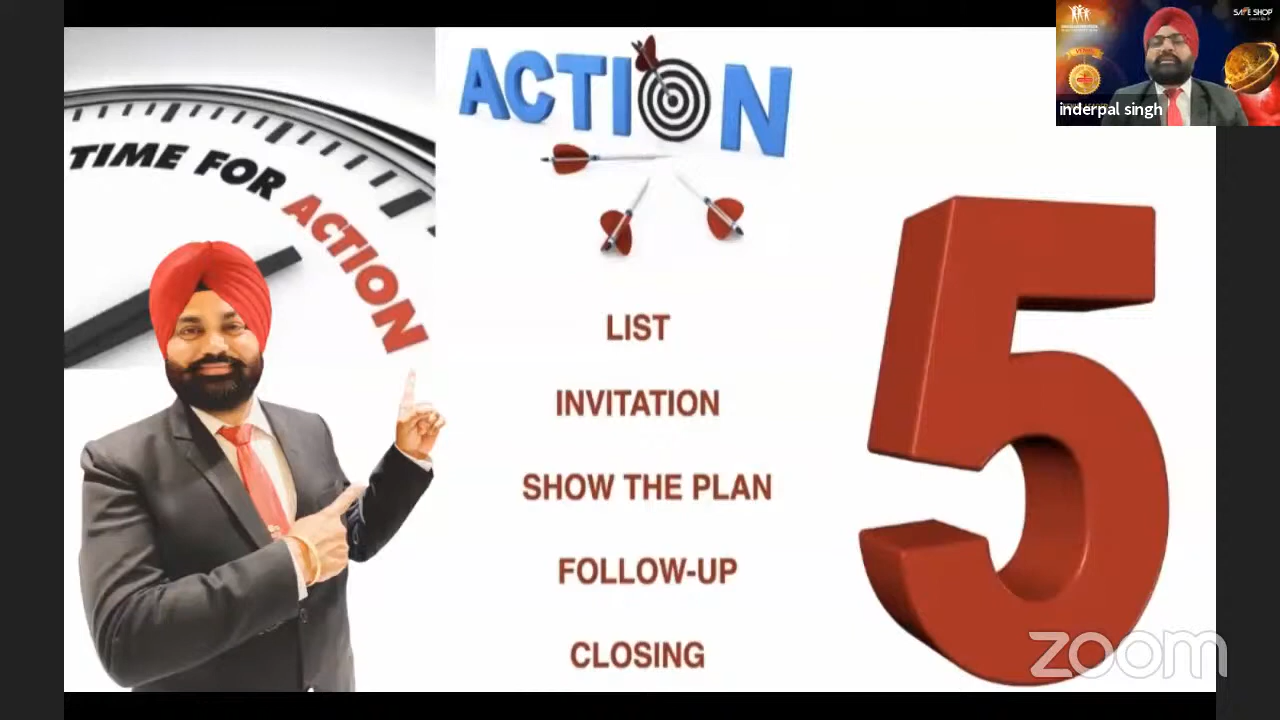 TIME FOR ACTION
ACTION
LIST
INVITATION
SHOW THE PLAN
FOLLOW-UP
CLOSING
5
SAFE SHOP
inderpal singh
zoom